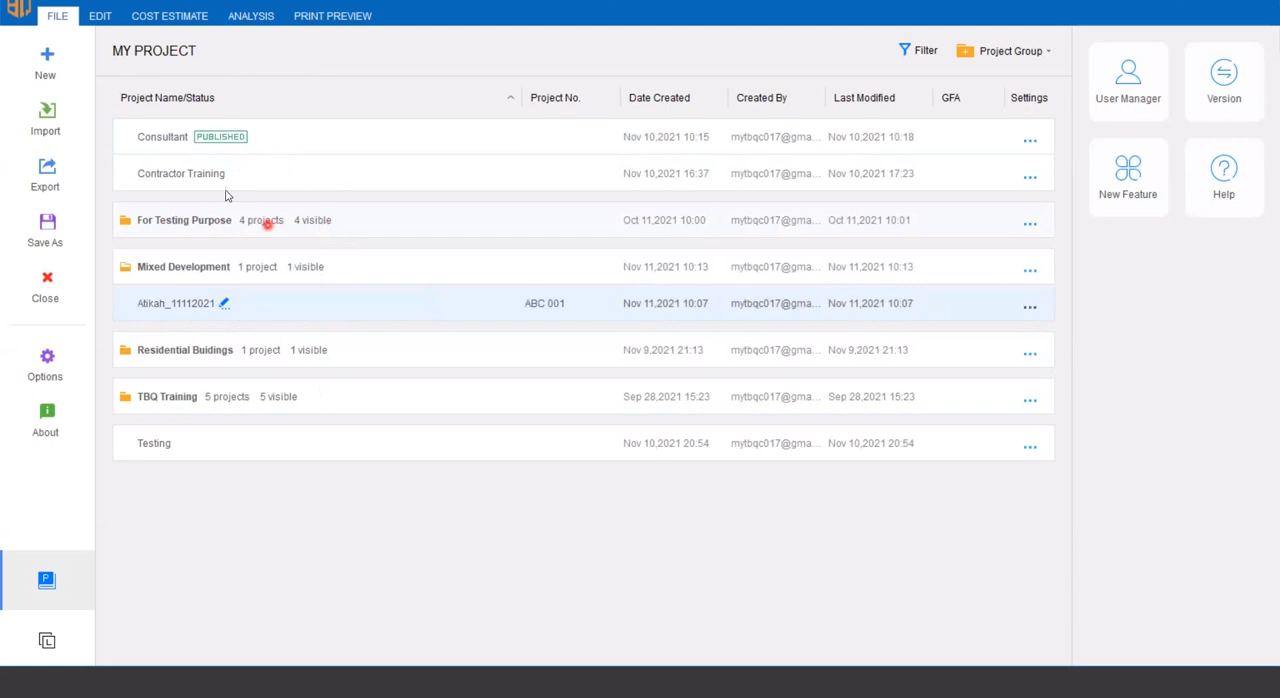 FILE EDIT COST ESTIMATE ANALYSIS PRINT PREVIEW
New
Import
Export
Save As
Close
Options
About
P
L
MY PROJECT
Filter Project Group
Project Name/Status Project No. Date Created Created By Last Modified GFA Settings
Consultant PUBLISHED Nov 10,2021 10:15 mytbqc017@gma... Nov 10,2021 10:18 ...
Contractor Training Nov 10,2021 16:37 mytbqc017@gma... Nov 10,2021 17:23 ...
For Testing Purpose 4 projects 4 visible Oct 11,2021 10:00 mytbqc017@gma... Oct 11,2021 10:01 ...
Mixed Development 1 project 1 visible Nov 11,2021 10:13 mytbqc017@gma... Nov 11,2021 10:13 ...
Atikah_11112021 ABC 001 Nov 11,2021 10:07 mytbqc017@gma... Nov 11,2021 10:07 ...
Residential Buidings 1 project 1 visible Nov 9,2021 21:13 mytbqc017@gma... Nov 9,2021 21:13 ...
TBQ Training 5 projects 5 visible Sep 28,2021 15:23 mytbqc017@gma... Sep 28,2021 15:23 ...
Testing Nov 10,2021 20:54 mytbqc017@gma... Nov 10,2021 20:54 ...
User Manager Version
New Feature Help